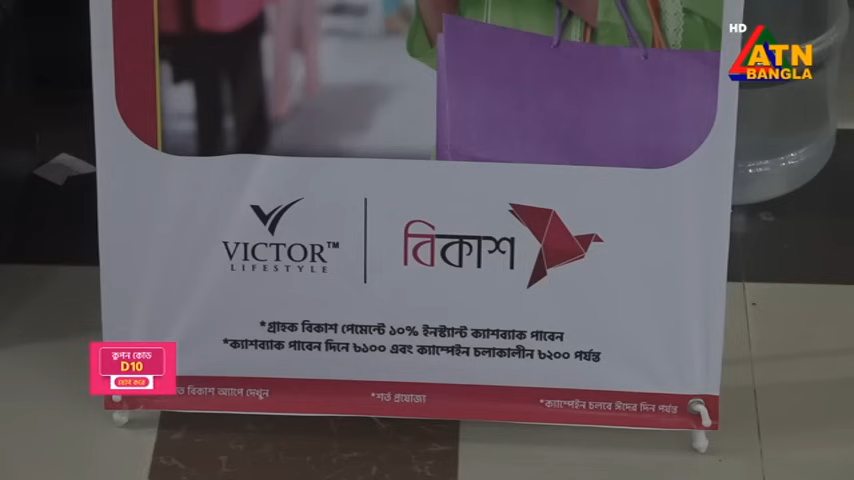 HD
ATN
BANGLA
VICTOR™
LIFESTYLE
বিকাশ
*গ্রাহক বিকাশ পেমেন্টে ১০% ইনস্ট্যান্ট ক্যাশব্যাক পাবেন
*ক্যাশব্যাক পাবেন দিনে ৳১০০ এবং ক্যাম্পেইন চলাকালীন ৳২০০ পর্যন্ত
কুপন কোড
D10
বিকাশ অ্যাপে দেখুন
*শর্ত প্রযোজ্য
*ক্যাম্পেইন চলবে ঈদের দিন পর্যন্ত